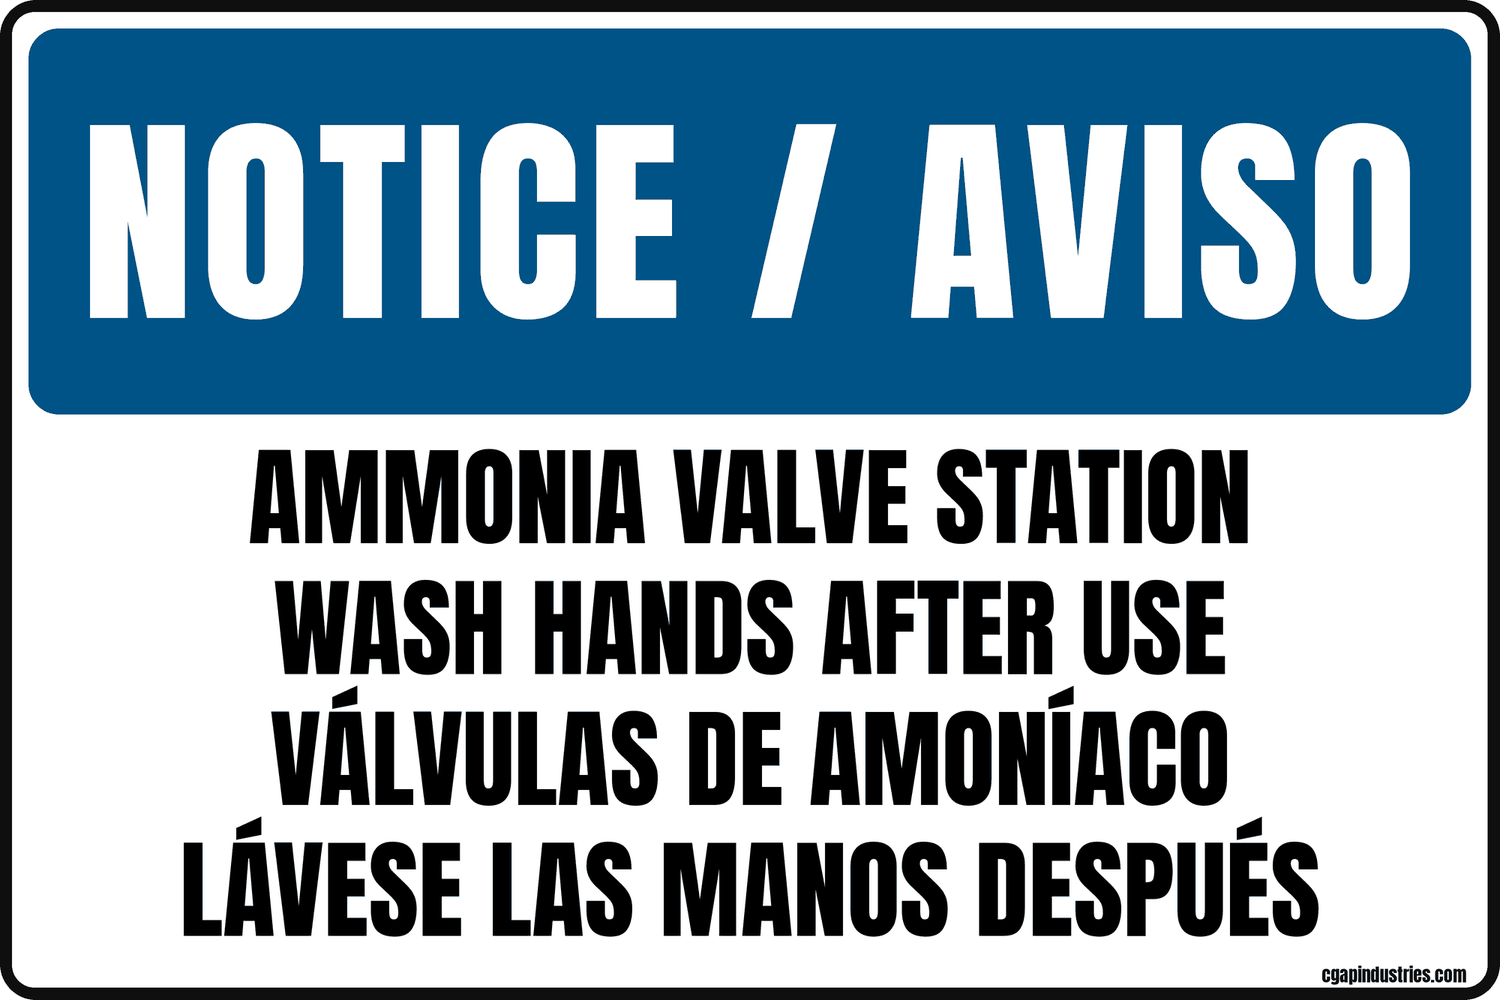 NOTICE / AVISO
AMMONIA VALVE STATION
WASH HANDS AFTER USE
VÁLVULAS DE AMONÍACO
LÁVESE LAS MANOS DESPUÉS
cgapindustries.com